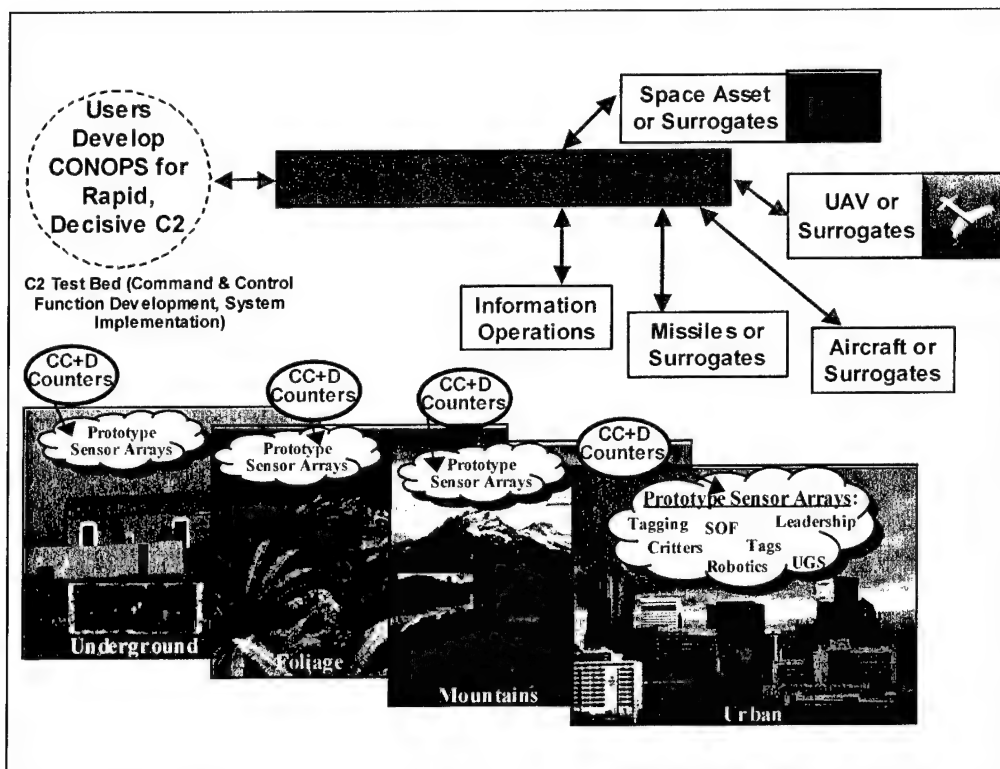 Users
Develop
CONOPS for
Rapid,
Decisive C2
Space Asset
or Surrogates
UAV or
Surrogates
C2 Test Bed (Command & Control
Function Development, System
Implementation)
Information
Operations
Missiles or
Surrogates
Aircraft or
Surrogates
CC+D
Counters
CC+D
Counters
CC+D
Counters
CC+D
Counters
Prototype
Sensor Arrays
Prototype
Sensor Arrays
Prototype
Sensor Arrays
Prototype Sensor Arrays:
Tagging SOF Leadership
Critters Tags
Robotics UGS
Underground
Foliage
Mountains
Urban